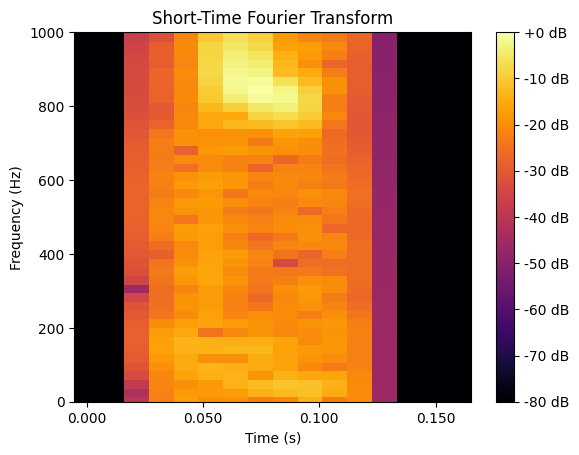 Short-Time Fourier Transform
1000
800
600
400
200
0
Frequency (Hz)
0.000
0.050
0.100
0.150
Time (s)
+0 dB
-10 dB
-20 dB
-30 dB
-40 dB
-50 dB
-60 dB
-70 dB
-80 dB